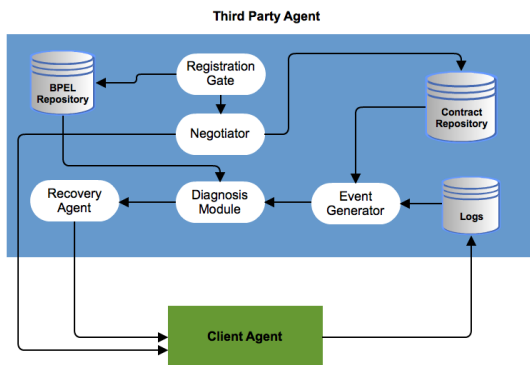 Third Party Agent
BPEL
Repository
Registration
Gate
Negotiator
Contract
Repository
Recovery
Agent
Diagnosis
Module
Event
Generator
Logs
Client Agent